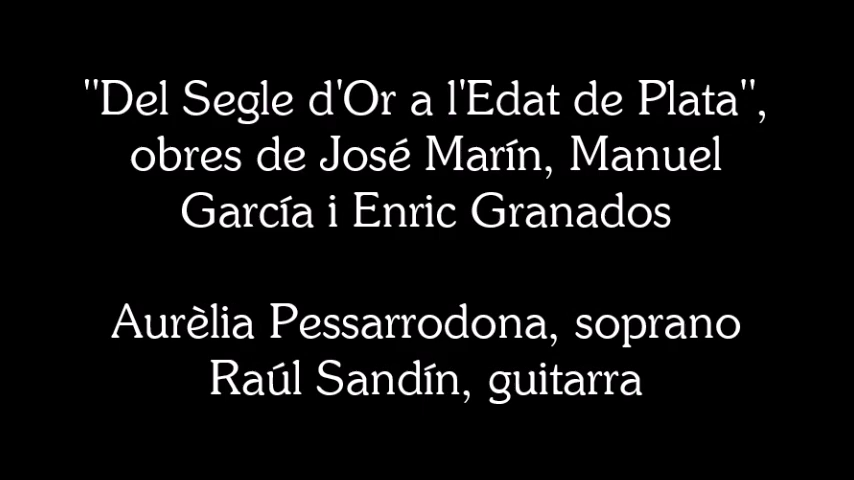 "Del Segle d'Or a l'Edat de Plata",
obres de José Marín, Manuel
García i Enric Granados
Aurèlia Pessarrodona, soprano
Raúl Sandín, guitarra